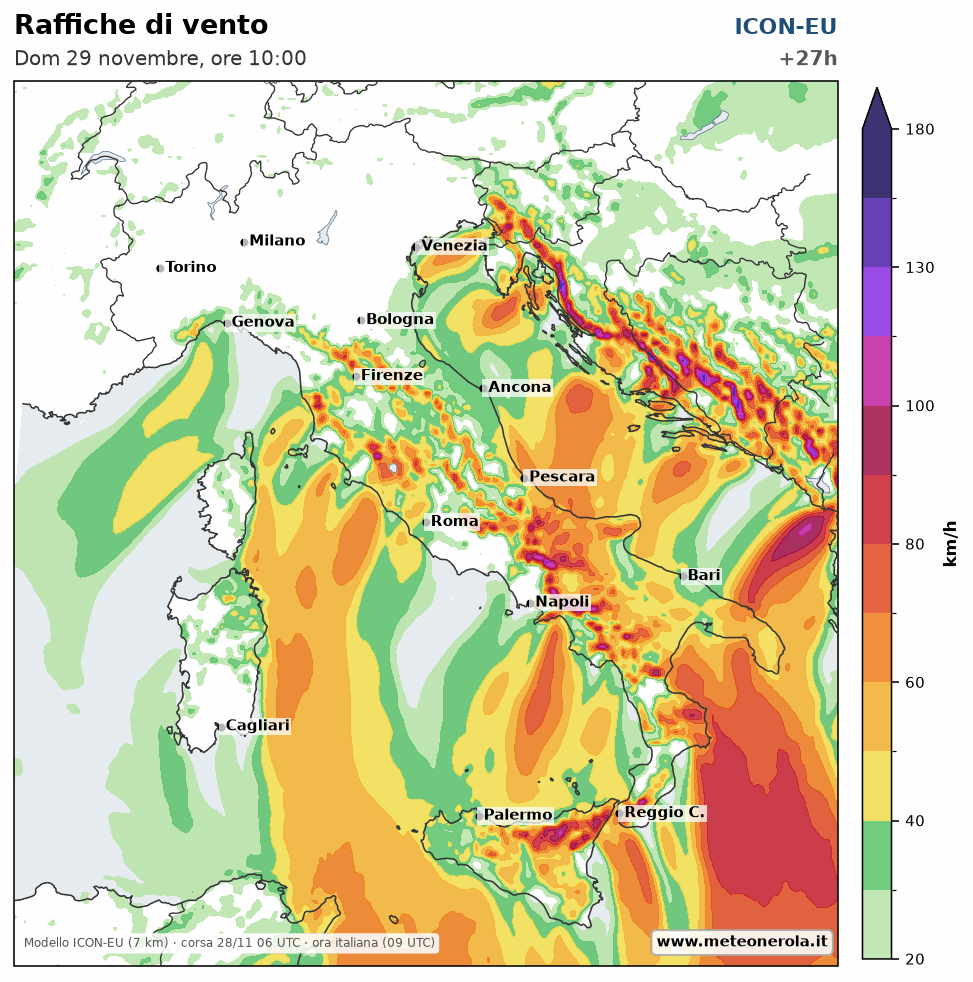 Raffiche di vento
ICON-EU
Dom 29 novembre, ore 10:00
+27h
180
130
100
80
60
40
20
km/h
Milano
Venezia
Torino
Genova
Bologna
Firenze
Ancona
Pescara
Roma
Bari
Napoli
Cagliari
Palermo
Reggio C.
Modello ICON-EU (7 km) · corsa 28/11 06 UTC · ora italiana (09 UTC)
www.meteonerola.it